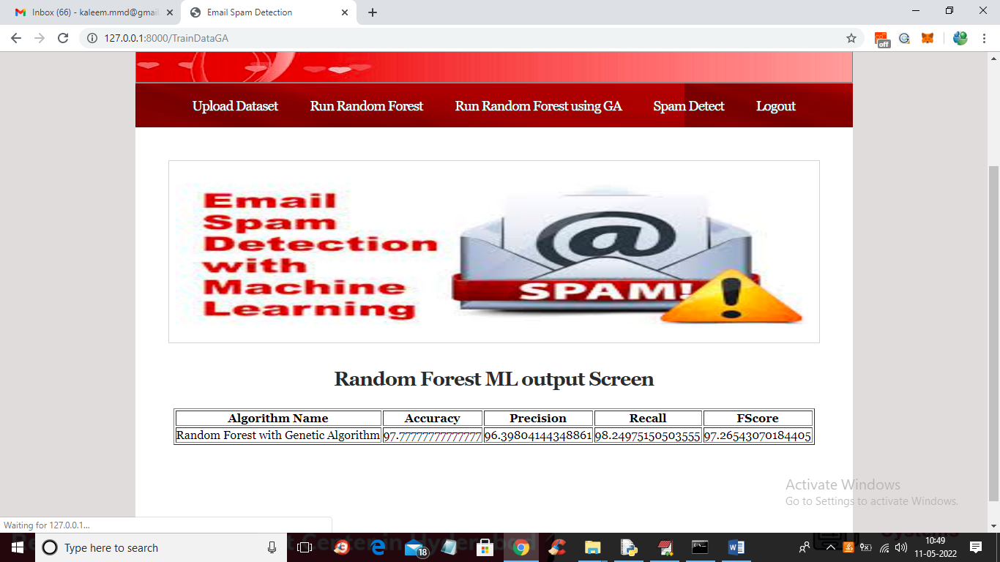 Inbox (66) - kaleem.mmd@gmai
Email Spam Detection
127.0.0.1:8000/TrainDataGA
off
Upload Dataset
Run Random Forest
Run Random Forest using GA
Spam Detect
Logout
Email
Spam
Detection
with
Machine
Learning
@
SPAM!
Random Forest ML output Screen
Algorithm Name Accuracy Precision Recall FScore
Random Forest with Genetic Algorithm 97.77777777777777 96.39804144348861 98.24975150503555 97.26543070184405
Activate Windows
Go to Settings to activate Windows.
Waiting for 127.0.0.1...
Systems
Type here to search
18
10:49
11-05-2022